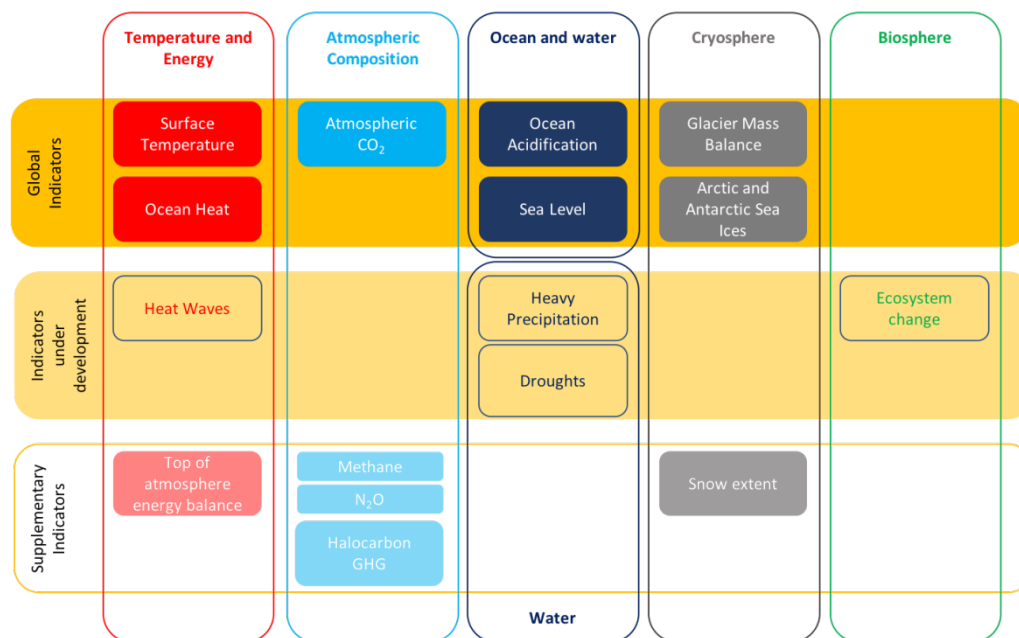 Temperature and
Energy
Atmospheric
Composition
Ocean and water
Cryosphere
Biosphere
Global
Indicators
Surface
Temperature
Atmospheric
CO₂
Ocean
Acidification
Glacier Mass
Balance
Ocean Heat
Sea Level
Arctic and
Antarctic Sea
Ices
Indicators
under
development
Heat Waves
Heavy
Precipitation
Ecosystem
change
Droughts
Supplementary
Indicators
Top of
atmosphere
energy balance
Methane
N₂O
Halocarbon
GHG
Snow extent
Water